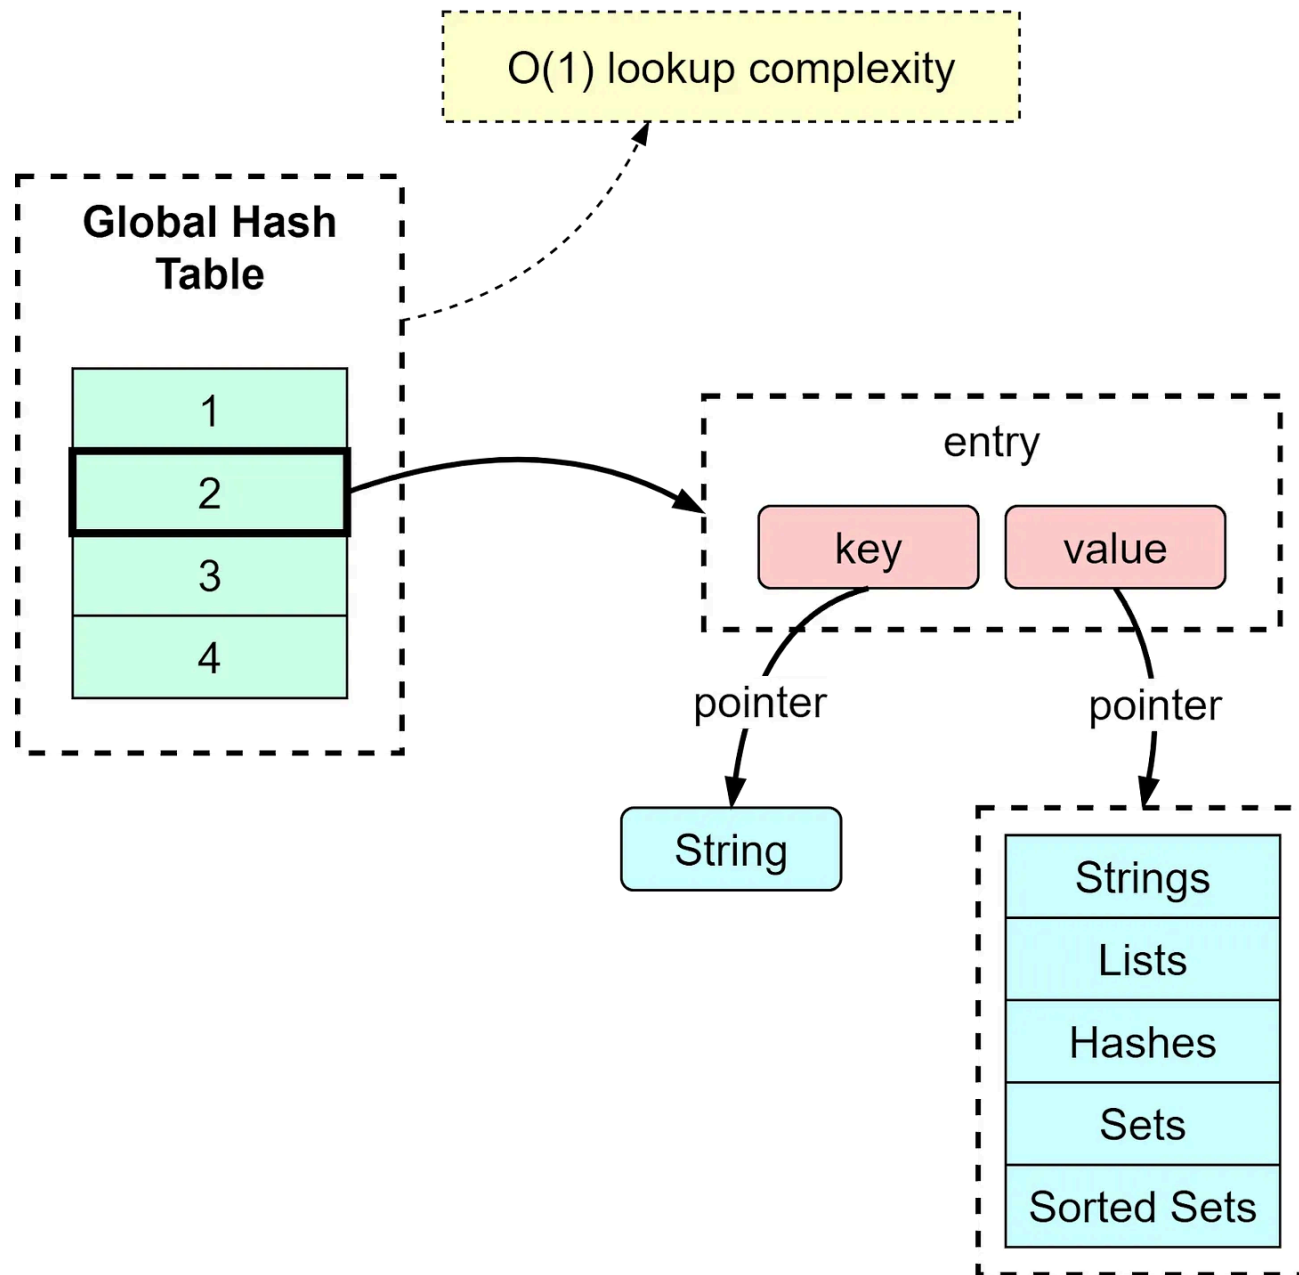 O(1) lookup complexity
Global Hash
Table
1
2
3
4
entry
key
value
pointer
pointer
String
Strings
Lists
Hashes
Sets
Sorted Sets